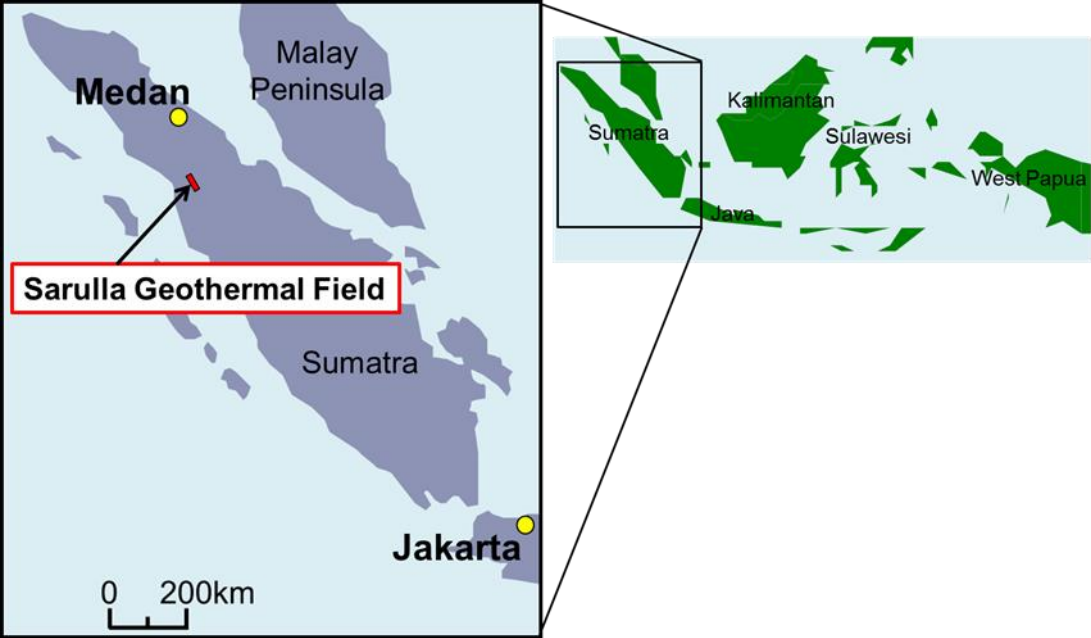 Malay
Peninsula
Medan
Sarulla Geothermal Field
Sumatra
Jakarta
0 200km
Kalimantan
Sumatra
Sulawesi
West Papua
Java